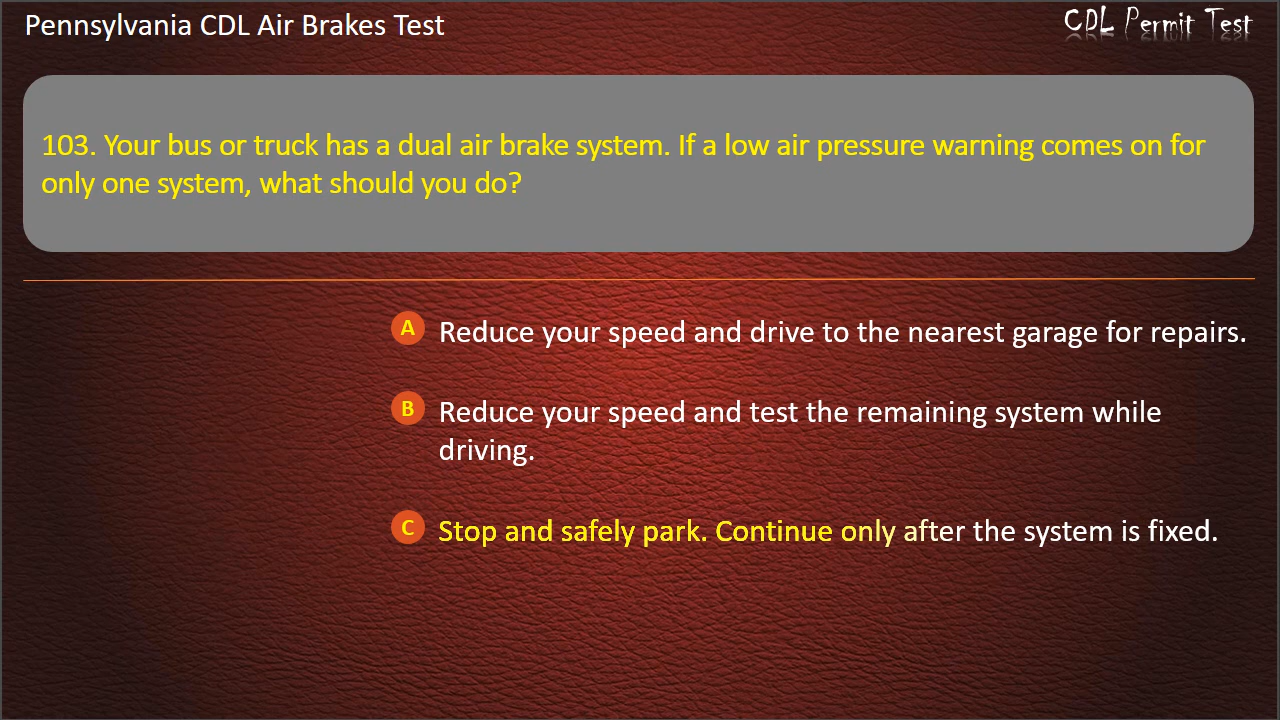 Pennsylvania CDL Air Brakes Test
CDL Permit Test
103. Your bus or truck has a dual air brake system. If a low air pressure warning comes on for
only one system, what should you do?
A Reduce your speed and drive to the nearest garage for repairs.
B Reduce your speed and test the remaining system while
driving.
C Stop and safely park. Continue only after the system is fixed.